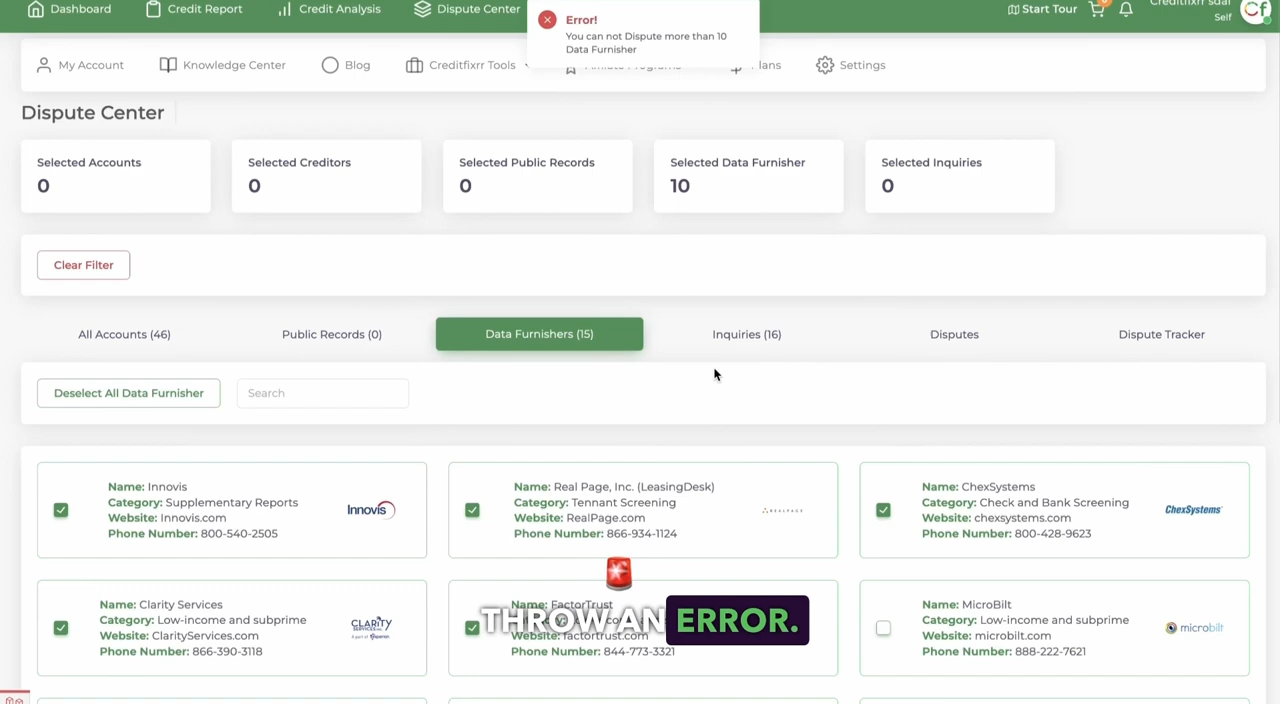 Dashboard
Credit Report
Credit Analysis
Dispute Center
Error!
You can not Dispute more than 10
Data Furnisher
Start Tour
Creditfixrr sdaf
Self
Cf
My Account
Knowledge Center
Blog
Creditfixrr Tools
Affiliate Programs
Plans
Settings
Dispute Center
Selected Accounts
0
Selected Creditors
0
Selected Public Records
0
Selected Data Furnisher
10
Selected Inquiries
0
Clear Filter
All Accounts (46)
Public Records (0)
Data Furnishers (15)
Inquiries (16)
Disputes
Dispute Tracker
Deselect All Data Furnisher
Search
Name: Innovis
Category: Supplementary Reports
Website: Innovis.com
Phone Number: 800-540-2505
Innovis
Name: Real Page, Inc. (LeasingDesk)
Category: Tennant Screening
Website: RealPage.com
Phone Number: 866-934-1124
REALPAGE
Name: ChexSystems
Category: Check and Bank Screening
Website: chexsystems.com
Phone Number: 800-428-9623
ChexSystems
Name: Clarity Services
Category: Low-income and subprime
Website: ClarityServices.com
Phone Number: 866-390-3118
CLARITY
Name: FactorTrust
Website: factortrust.com
Phone Number: 844-773-3321
THROW AN ERROR.
Name: MicroBilt
Category: Low-income and subprime
Website: microbilt.com
Phone Number: 888-222-7621
microbilt